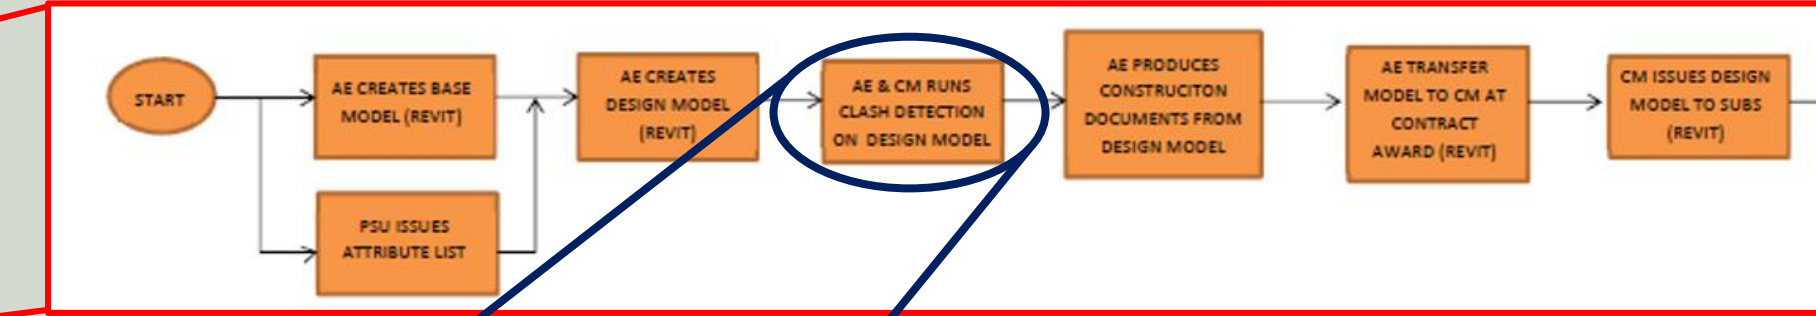 START
AE CREATES BASE
MODEL (REVIT)
PSU ISSUES
ATTRIBUTE LIST
AE CREATES
DESIGN MODEL
(REVIT)
AE & CM RUNS
CLASH DETECTION
ON DESIGN MODEL
AE PRODUCES
CONSTRUCITON
DOCUMENTS FROM
DESIGN MODEL
AE TRANSFER
MODEL TO CM AT
CONTRACT
AWARD (REVIT)
CM ISSUES DESIGN
MODEL TO SUBS
(REVIT)